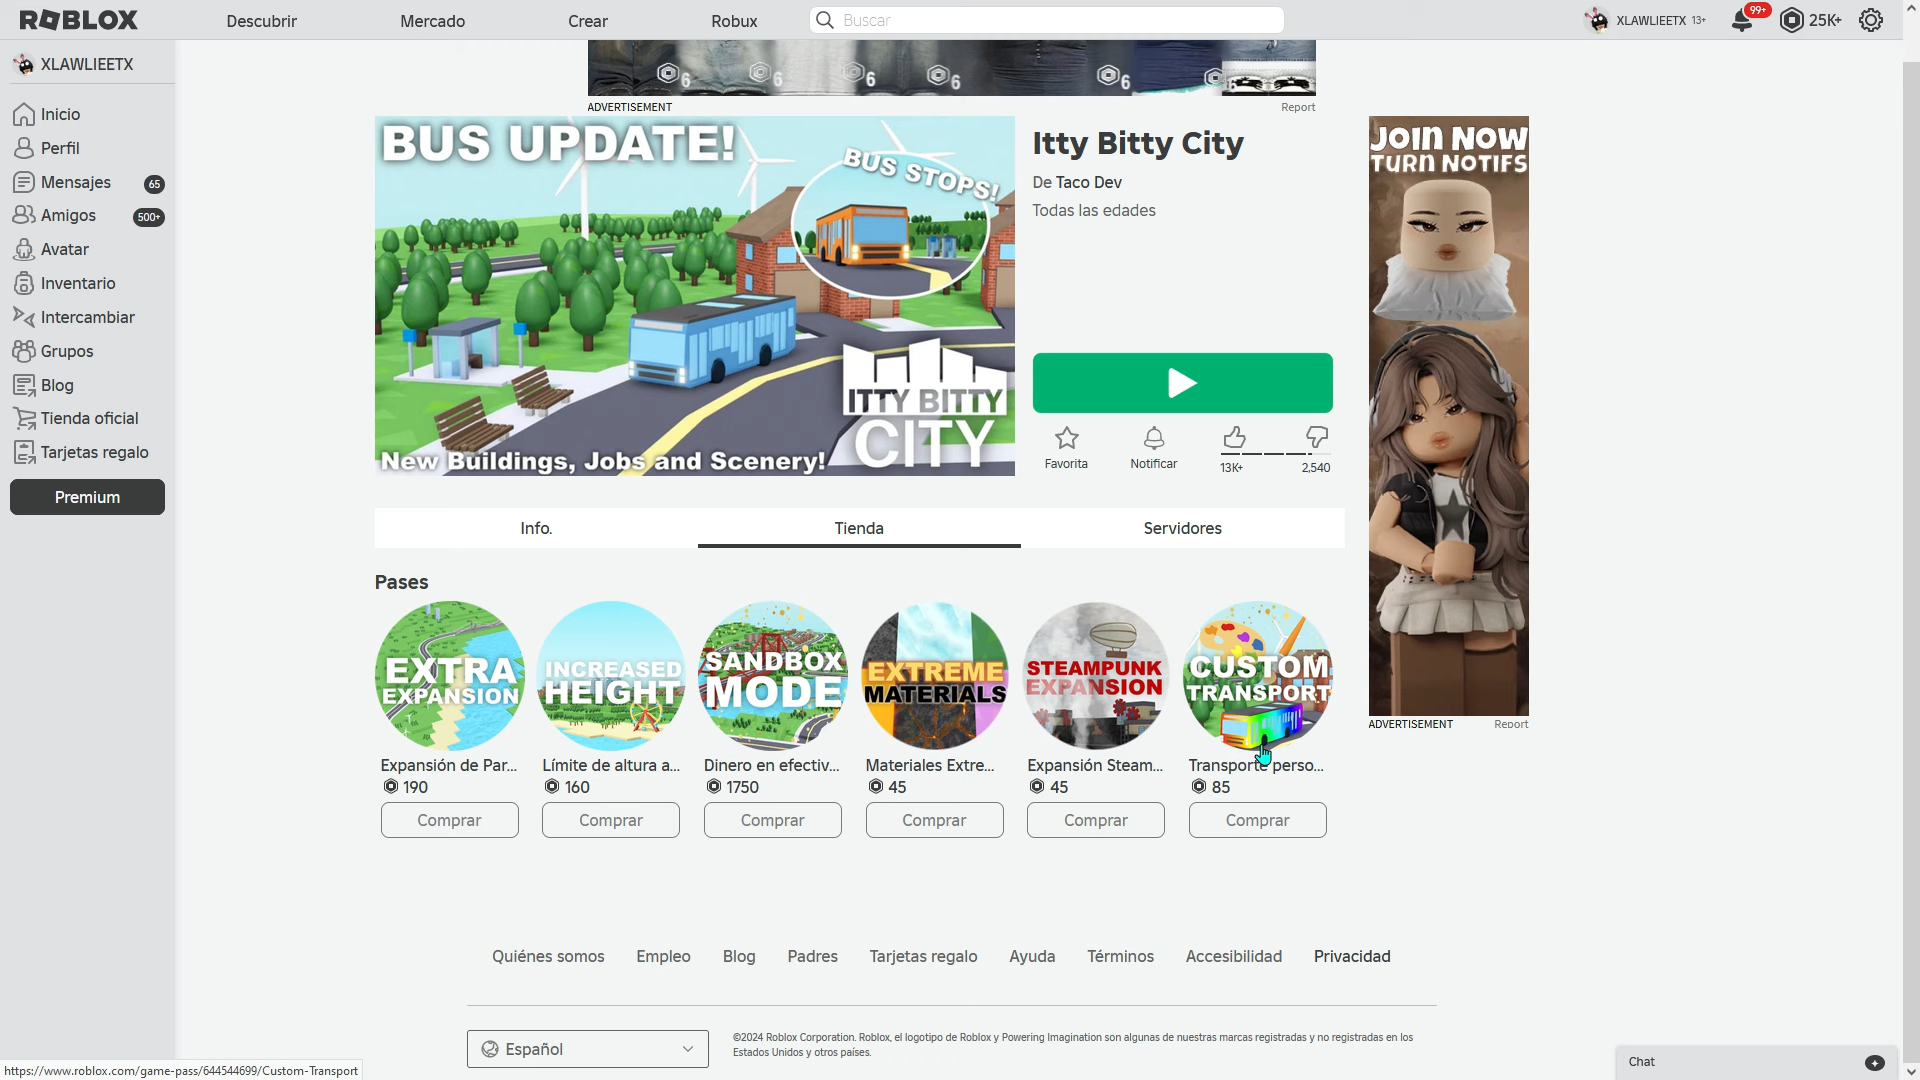 ROBLOX
Descubrir
Mercado
Crear
Robux
Buscar
XLAWLIEETX 13+
99+
25K+
XLAWLIEETX
Inicio
Perfil
Mensajes
65
Amigos
500+
Avatar
Inventario
Intercambiar
Grupos
Blog
Tienda oficial
Tarjetas regalo
Premium
6
6
6
6
6
ADVERTISEMENT
Report
BUS UPDATE!
BUS STOPS!
ITTY BITTY
CITY
New Buildings, Jobs and Scenery!
Itty Bitty City
De Taco Dev
Todas las edades
Favorita
Notificar
13K+
2,540
JOIN NOW
TURN NOTIFS
ADVERTISEMENT
Report
Info.
Tienda
Servidores
Pases
EXTRA
EXPANSION
INCREASED
HEIGHT
SANDBOX
MODE
EXTREME
MATERIALS
STEAMPUNK
EXPANSION
CUSTOM
TRANSPORT
Expansión de Par...
Límite de altura a...
Dinero en efectiv...
Materiales Extre...
Expansión Steam...
Transporte perso...
190
160
1750
45
45
85
Comprar
Comprar
Comprar
Comprar
Comprar
Comprar
Quiénes somos
Empleo
Blog
Padres
Tarjetas regalo
Ayuda
Términos
Accesibilidad
Privacidad
Español
©2024 Roblox Corporation. Roblox, el logotipo de Roblox y Powering Imagination son algunas de nuestras marcas registradas y no registradas en los
Estados Unidos y otros países.
Chat
https://www.roblox.com/game-pass/644544699/Custom-Transport